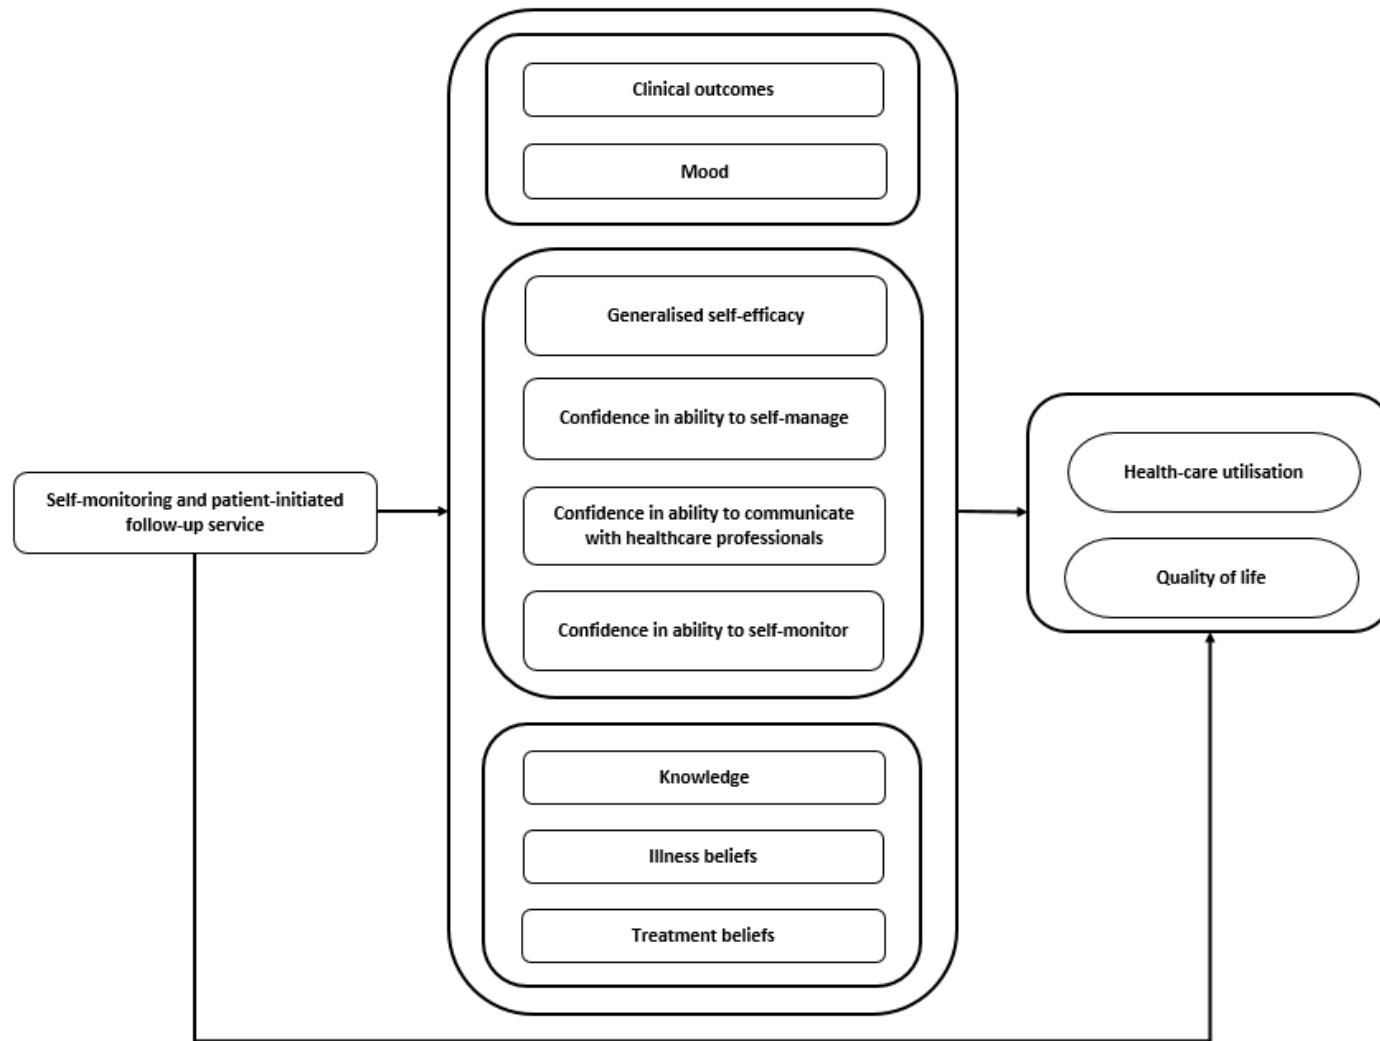 Clinical outcomes
Mood
Generalised self-efficacy
Confidence in ability to self-manage
Self-monitoring and patient-initiated
follow-up service
Confidence in ability to communicate
with healthcare professionals
Confidence in ability to self-monitor
Knowledge
Illness beliefs
Treatment beliefs
Health-care utilisation
Quality of life